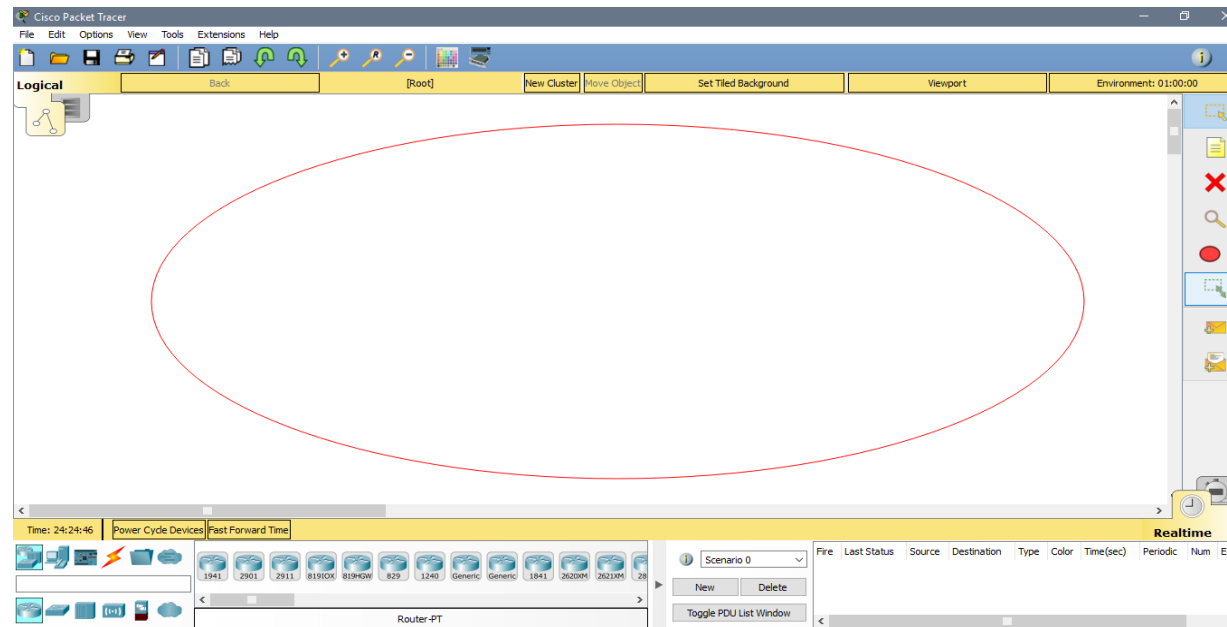 Cisco Packet Tracer
File Edit Options View Tools Extensions Help
Logical Back [Root] New Cluster Move Object Set Tiled Background Viewport Environment: 01:00:00
Time: 24:24:46 Power Cycle Devices Fast Forward Time
Realtime
1941 2901 2911 819IOX 819HGW 829 1240 Generic Generic 1841 2620XM 2621XM 28
Router-PT
Scenario 0
New Delete
Toggle PDU List Window
Fire Last Status Source Destination Type Color Time(sec) Periodic Num E